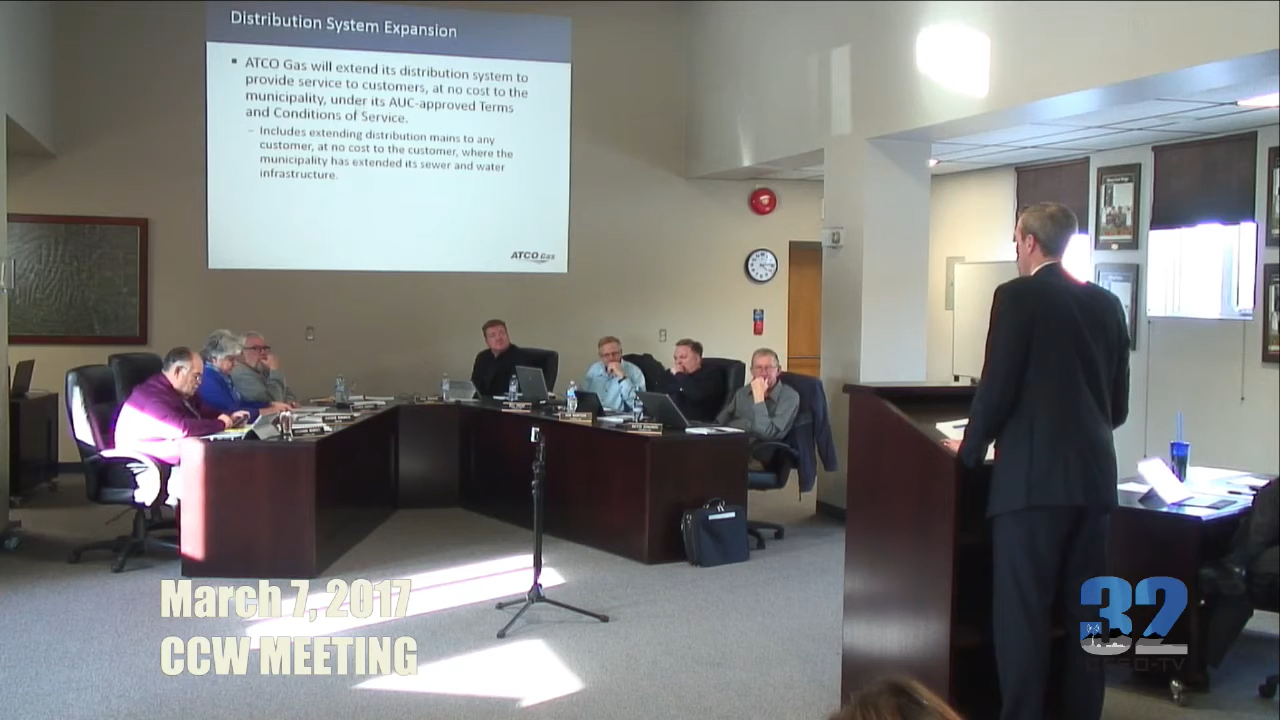 Distribution System Expansion
▪ ATCO Gas will extend its distribution system to
provide service to customers, at no cost to the
municipality, under its AUC-approved Terms
and Conditions of Service.
– Includes extending distribution mains to any
customer, at no cost to the customer, where the
municipality has extended its sewer and water
infrastructure.
ATCO Gas
March 7, 2017
CCW MEETING
32